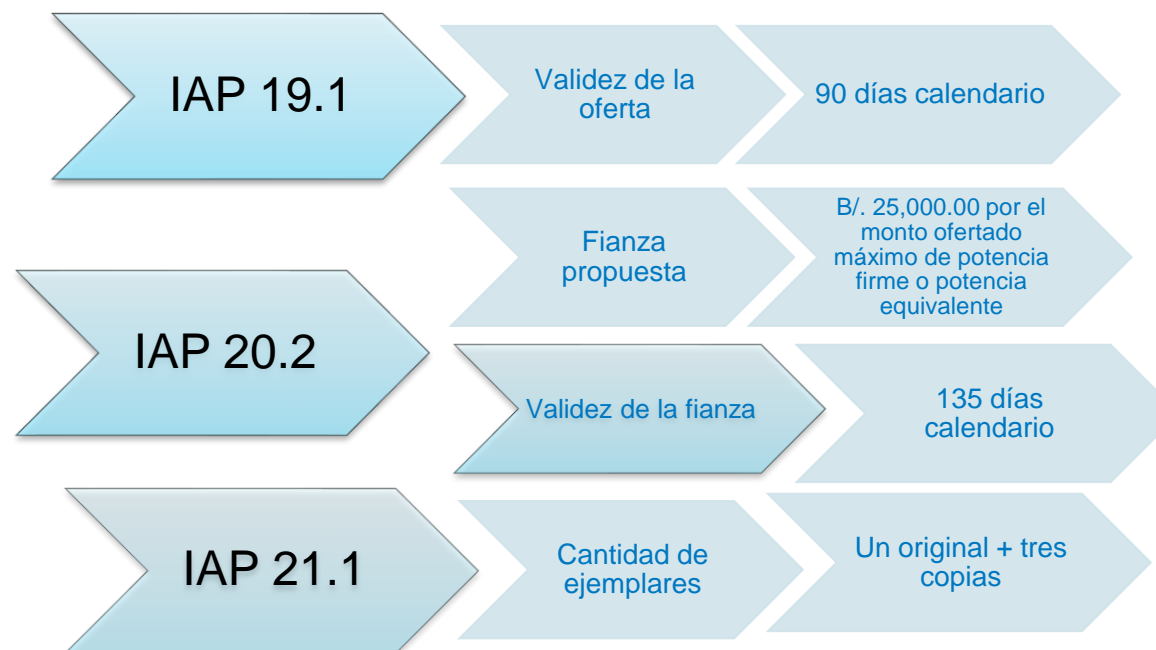 IAP 19.1
Validez de la
oferta
90 días calendario
IAP 20.2
Fianza
propuesta
B/. 25,000.00 por el
monto ofertado
máximo de potencia
firme o potencia
equivalente
Validez de la fianza
135 días
calendario
IAP 21.1
Cantidad de
ejemplares
Un original + tres
copias